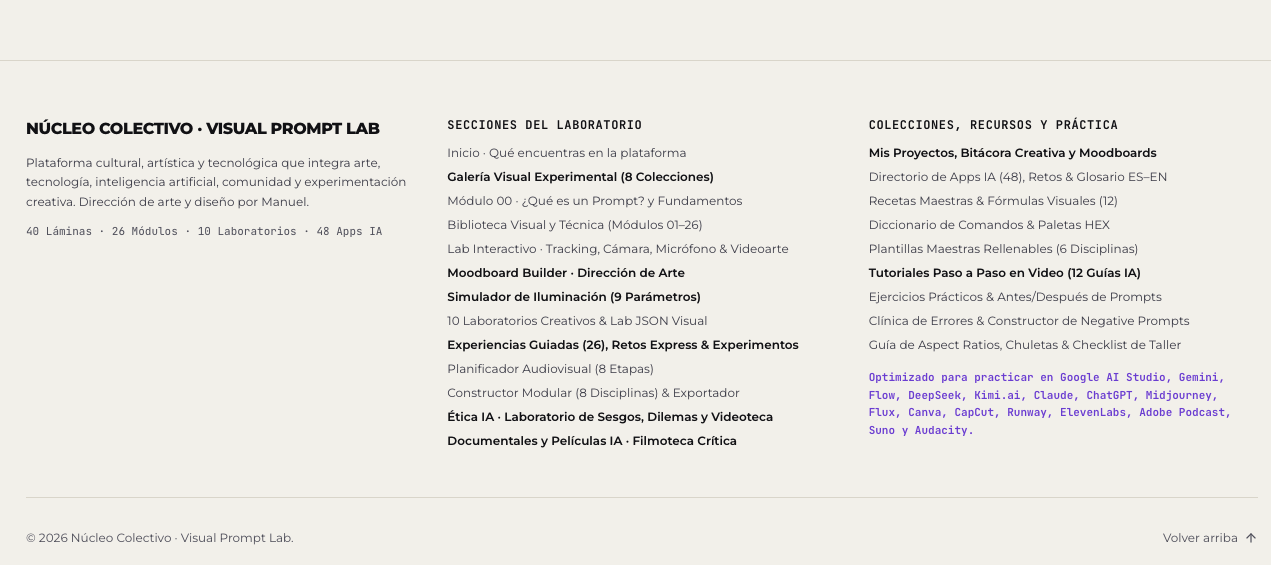 NÚCLEO COLECTIVO · VISUAL PROMPT LAB
Plataforma cultural, artística y tecnológica que integra arte,
tecnología, inteligencia artificial, comunidad y experimentación
creativa. Dirección de arte y diseño por Manuel.
40 Láminas · 26 Módulos · 10 Laboratorios · 48 Apps IA
SECCIONES DEL LABORATORIO
Inicio · Qué encuentras en la plataforma
Galería Visual Experimental (8 Colecciones)
Módulo 00 · ¿Qué es un Prompt? y Fundamentos
Biblioteca Visual y Técnica (Módulos 01–26)
Lab Interactivo · Tracking, Cámara, Micrófono & Videoarte
Moodboard Builder · Dirección de Arte
Simulador de Iluminación (9 Parámetros)
10 Laboratorios Creativos & Lab JSON Visual
Experiencias Guiadas (26), Retos Express & Experimentos
Planificador Audiovisual (8 Etapas)
Constructor Modular (8 Disciplinas) & Exportador
Ética IA · Laboratorio de Sesgos, Dilemas y Videoteca
Documentales y Películas IA · Filmoteca Crítica
COLECCIONES, RECURSOS Y PRÁCTICA
Mis Proyectos, Bitácora Creativa y Moodboards
Directorio de Apps IA (48), Retos & Glosario ES–EN
Recetas Maestras & Fórmulas Visuales (12)
Diccionario de Comandos & Paletas HEX
Plantillas Maestras Rellenables (6 Disciplinas)
Tutoriales Paso a Paso en Video (12 Guías IA)
Ejercicios Prácticos & Antes/Después de Prompts
Clínica de Errores & Constructor de Negative Prompts
Guía de Aspect Ratios, Chuletas & Checklist de Taller
Optimizado para practicar en Google AI Studio, Gemini,
Flow, DeepSeek, Kimi.ai, Claude, ChatGPT, Midjourney,
Flux, Canva, CapCut, Runway, ElevenLabs, Adobe Podcast,
Suno y Audacity.
© 2026 Núcleo Colectivo · Visual Prompt Lab.
Volver arriba ↑